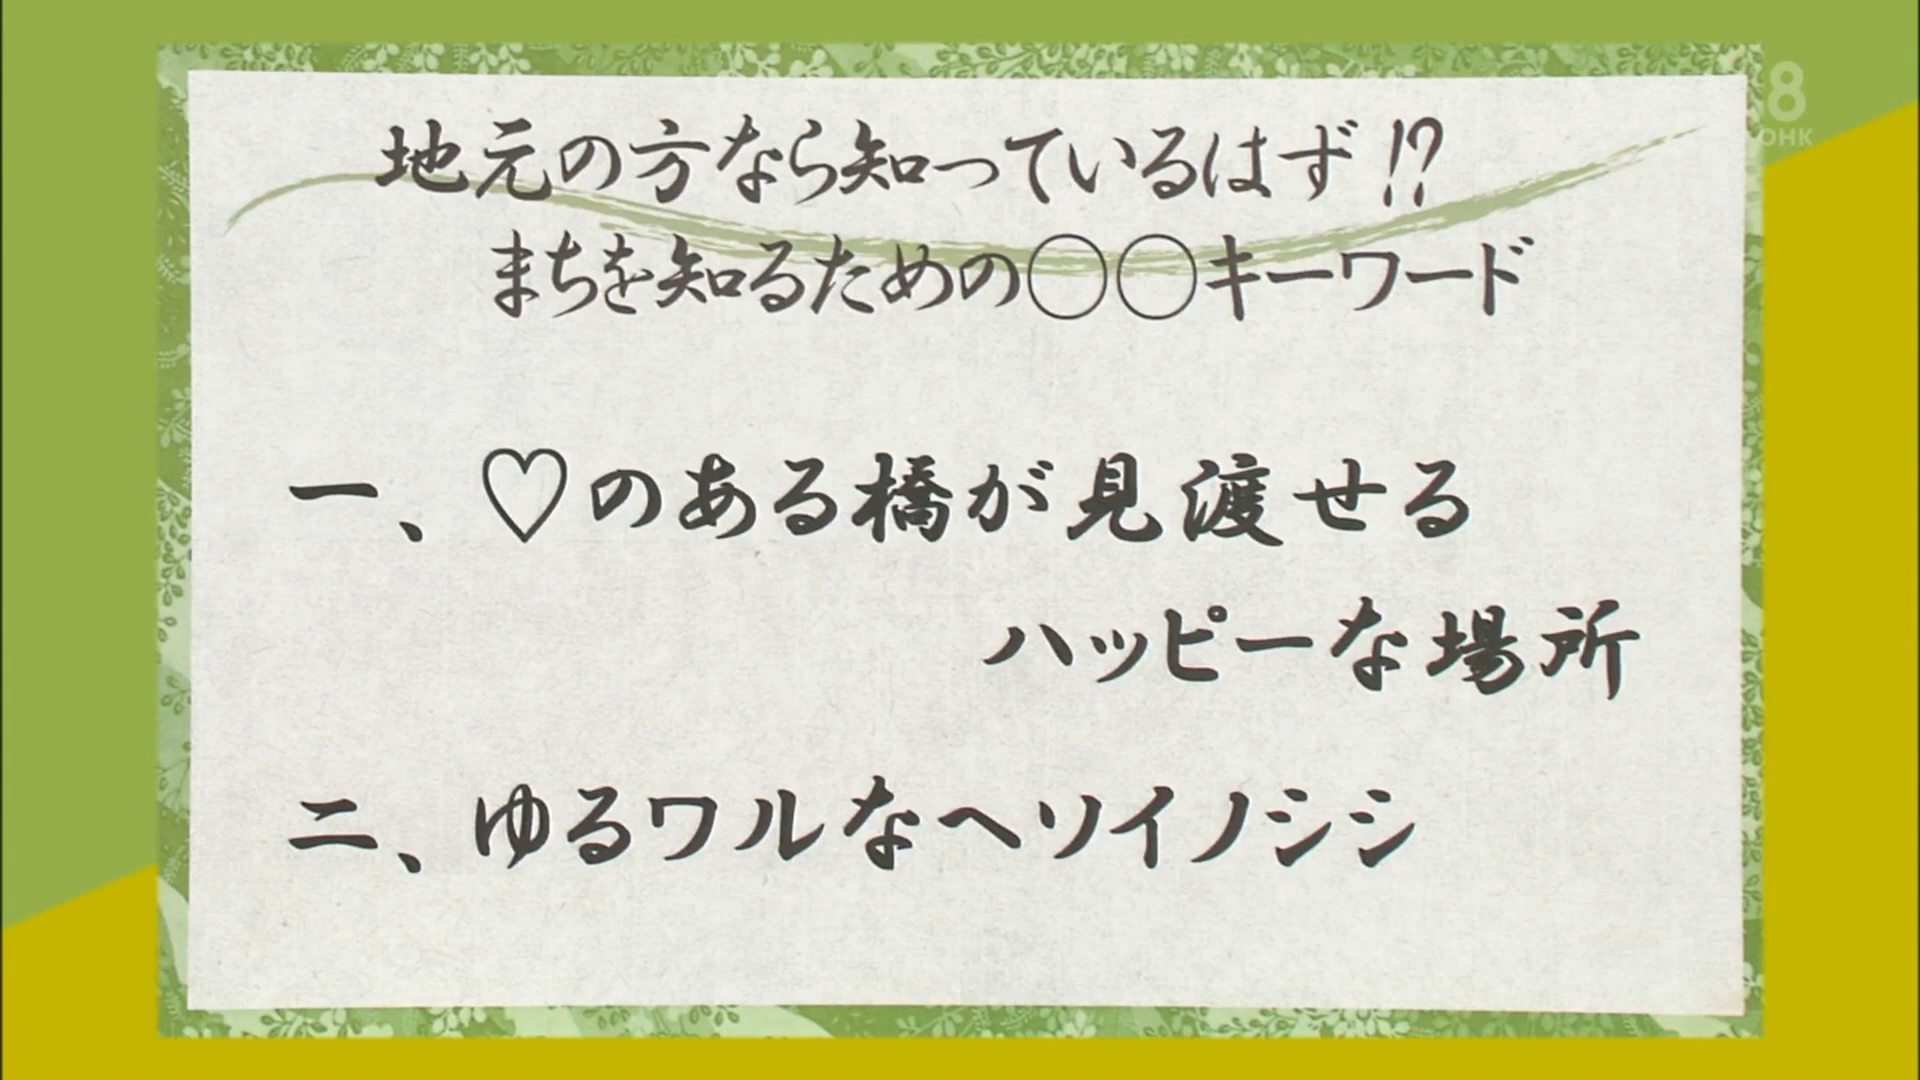 8
OHK
地元の方なら知っているはず!?
まちを知るための○○キーワード
一、♡のある橋が見渡せる
ハッピーな場所
二、ゆるワルなヘソイノシシ